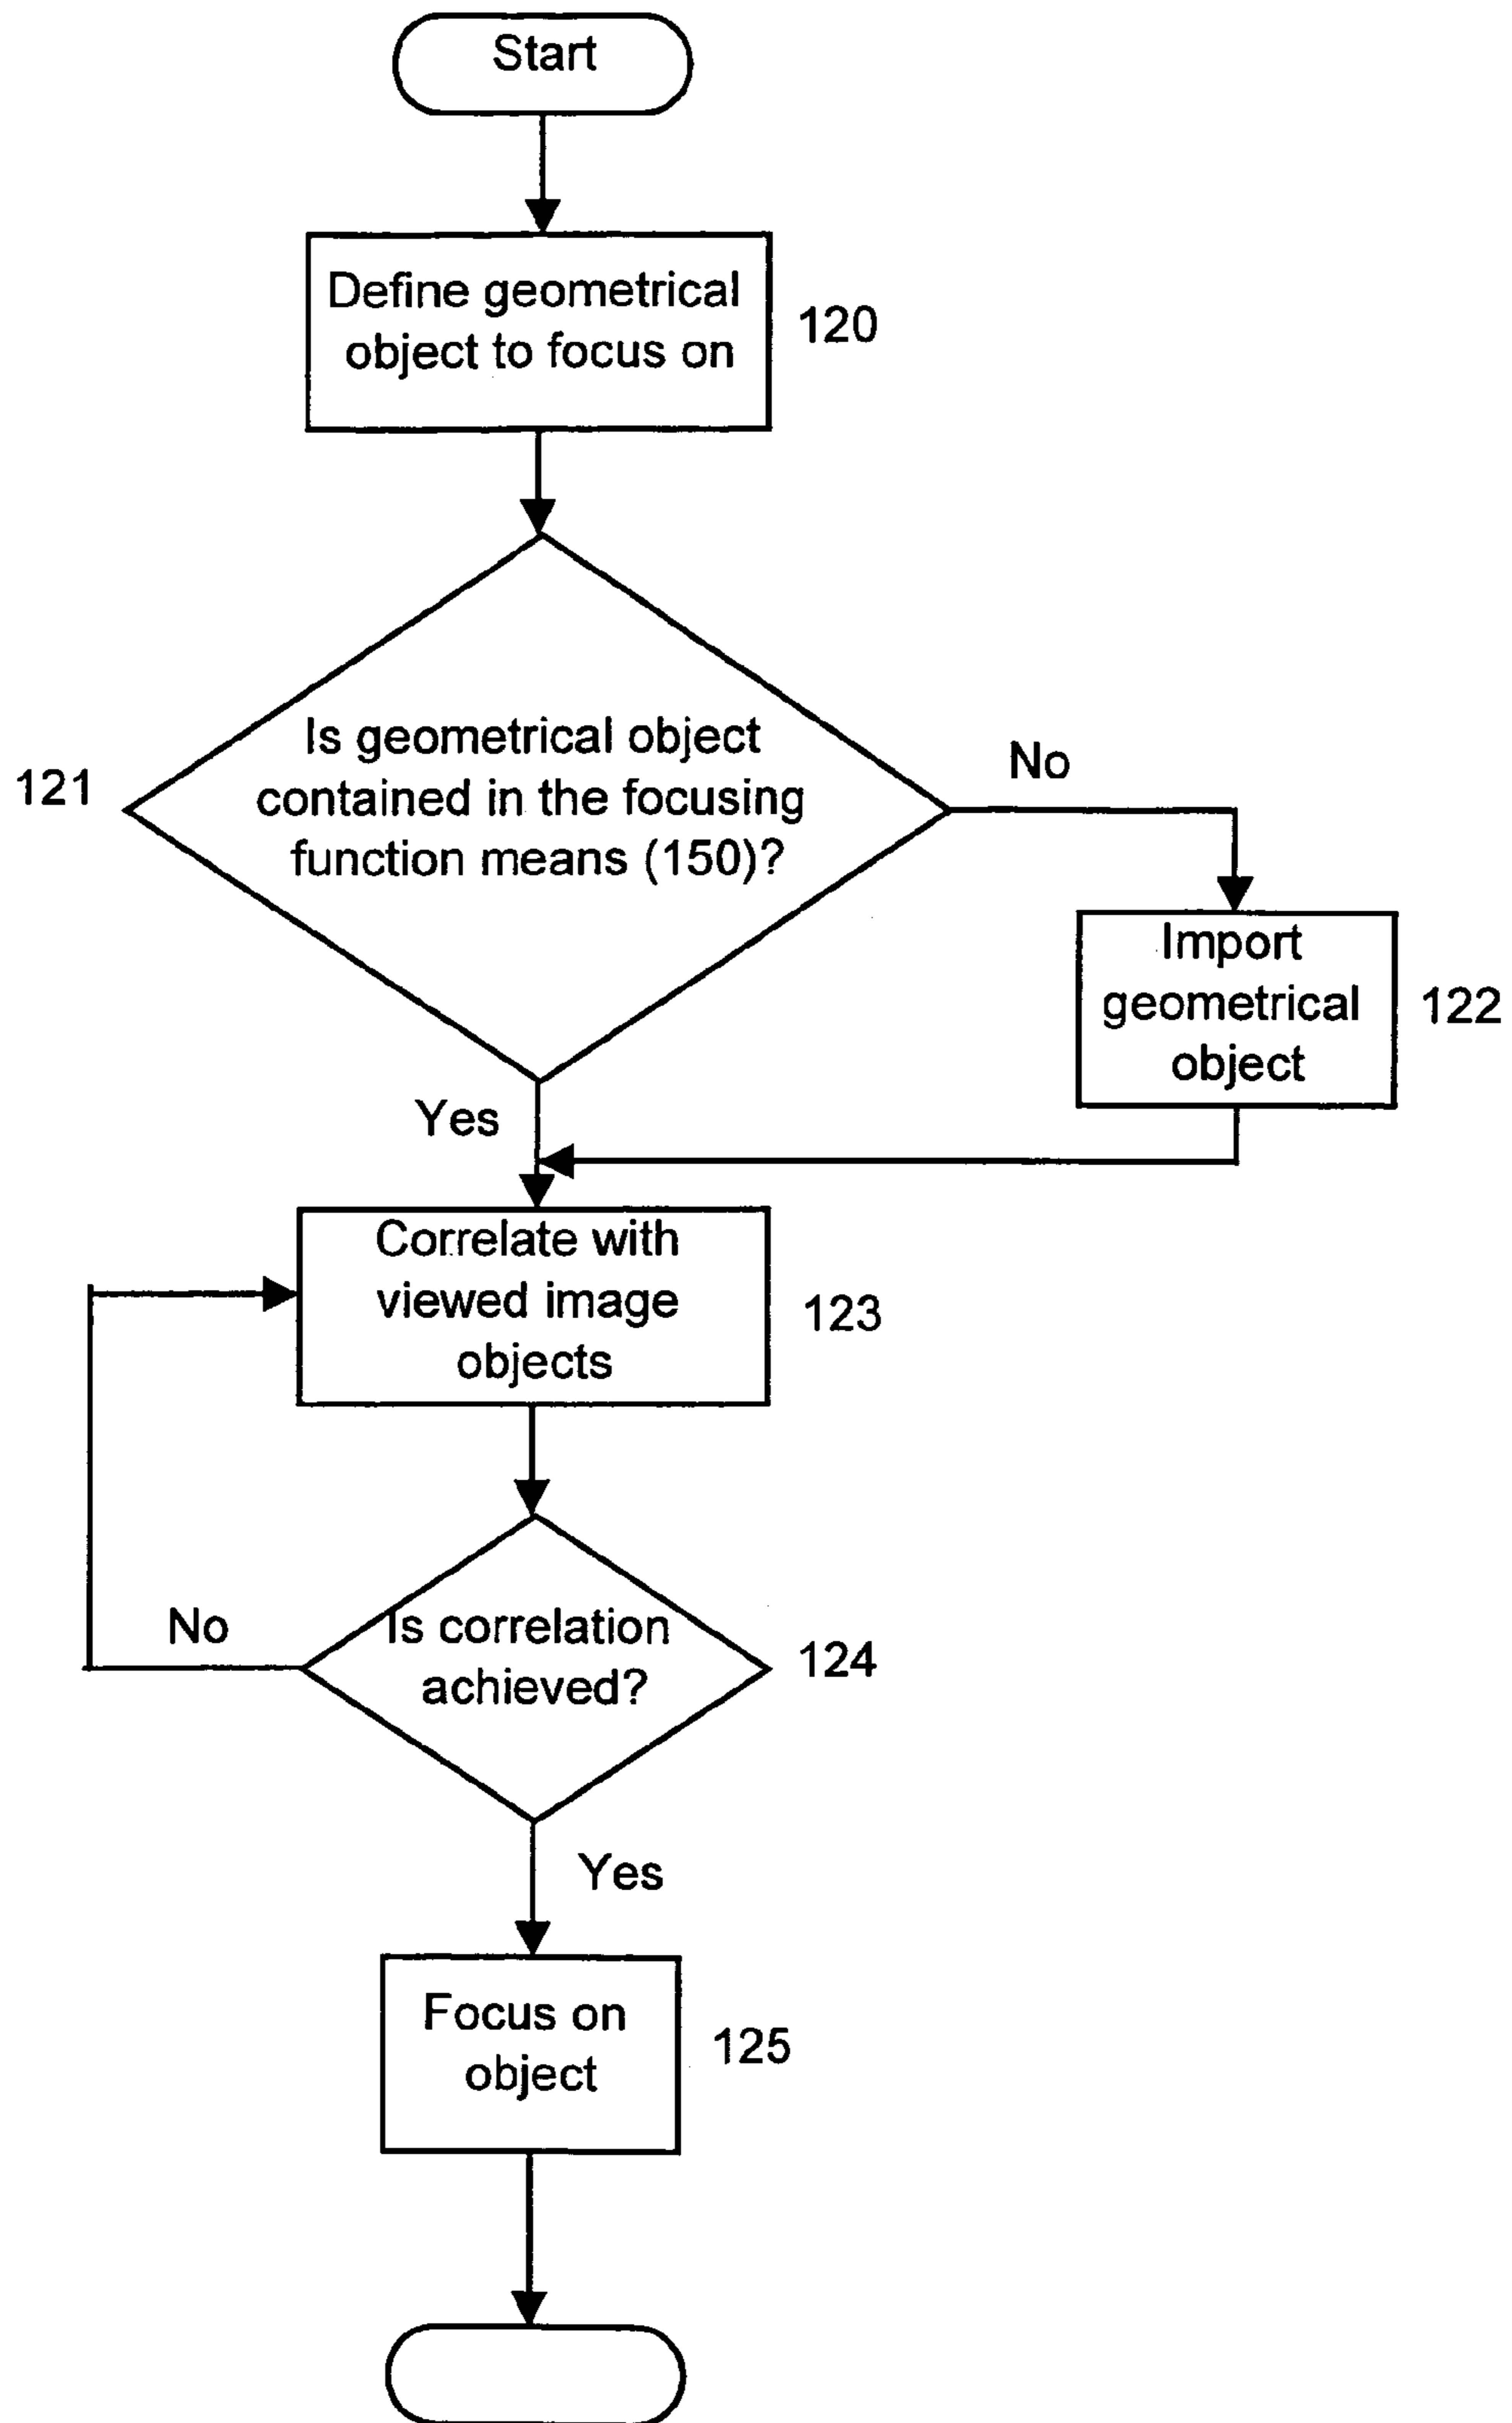 Start
Define geometrical
object to focus on
120
Is geometrical object
contained in the focusing
function means (150)?
121
No
Import
geometrical
object
122
Yes
Correlate with
viewed image
objects
123
Is correlation
achieved?
124
No
Yes
Focus on
object
125